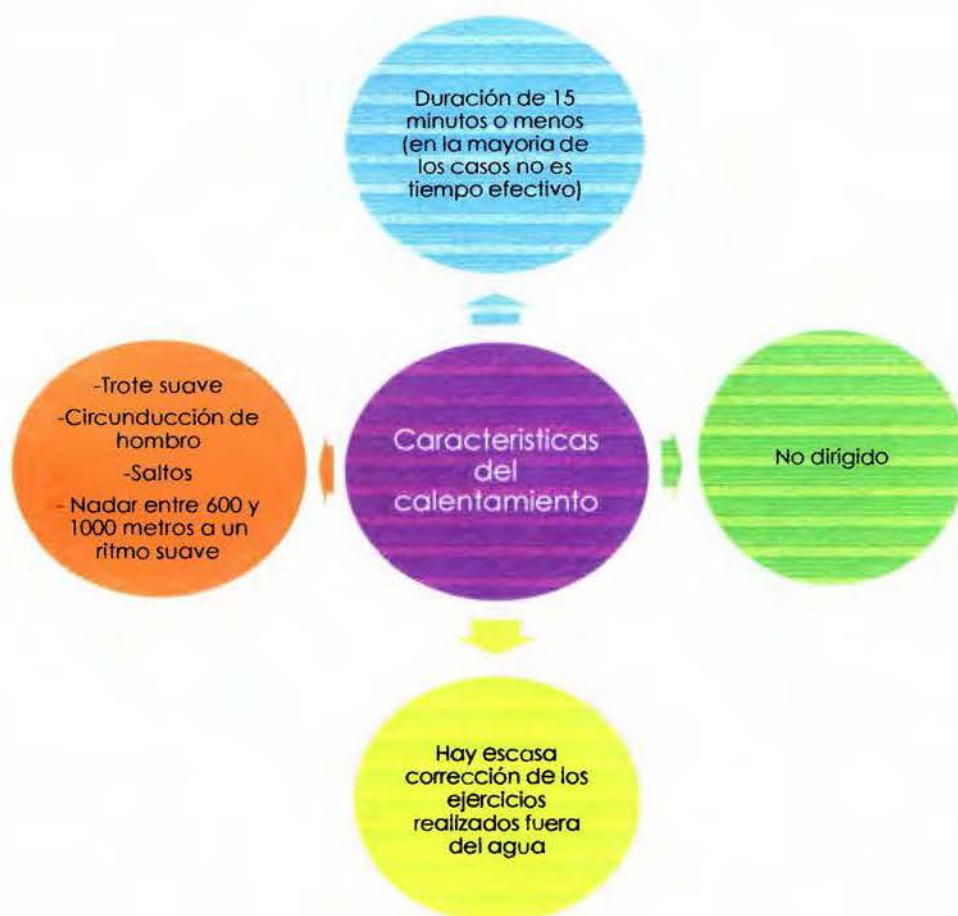 Duración de 15
minutos o menos
(en la mayoria de
los casos no es
tiempo efectivo)
-Trote suave
-Circunducción de
hombro
-Saltos
- Nadar entre 600 y
1000 metros a un
ritmo suave
Caracteristicas
del
calentamiento
No dirigido
Hay escasa
corrección de los
ejercicios
realizados fuera
del agua